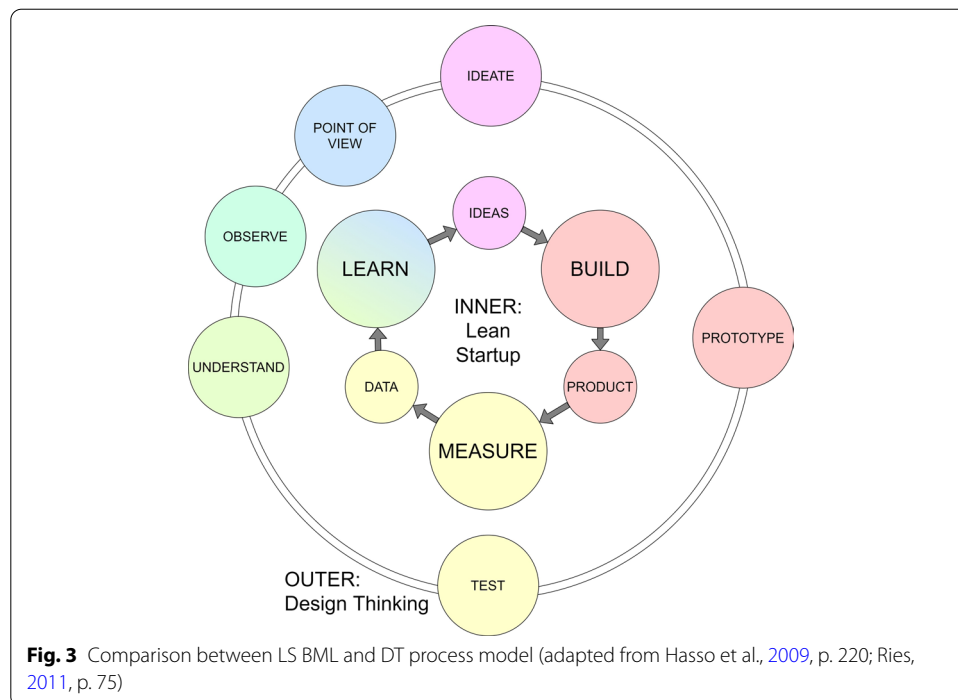 IDEATE
POINT OF
VIEW
OBSERVE
UNDERSTAND
IDEAS
LEARN
BUILD
INNER:
Lean
Startup
PROTOTYPE
DATA
PRODUCT
MEASURE
TEST
OUTER:
Design Thinking
Fig. 3 Comparison between LS BML and DT process model (adapted from Hasso et al., 2009, p. 220; Ries,
2011, p. 75)